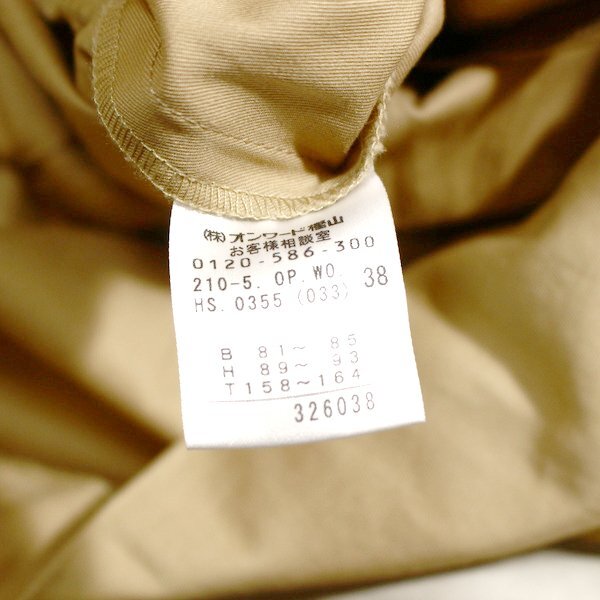 (株)オンワード樫山
お客様相談室
0120-586-300
210-5. OP. WO. 38
HS. 0355 (033)
B 81～ 85
H 89～ 93
T 158～164
326038